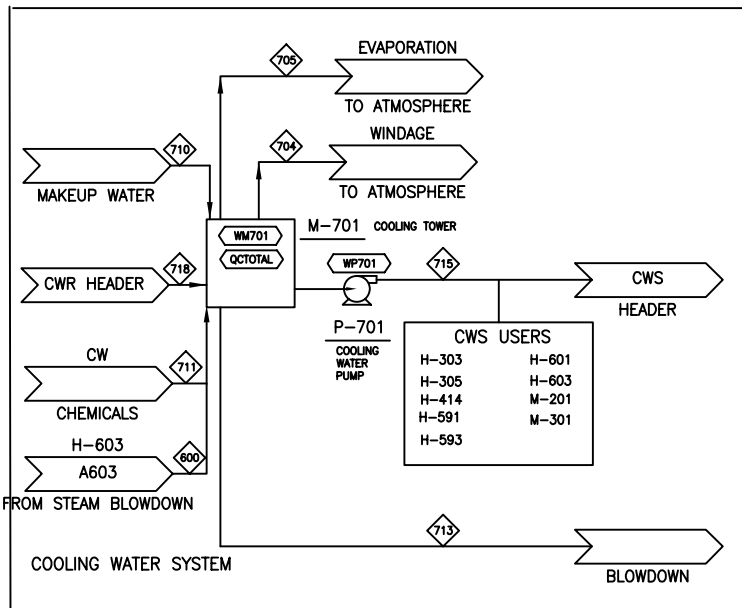 EVAPORATION
705
TO ATMOSPHERE
WINDAGE
704
TO ATMOSPHERE
710
MAKEUP WATER
M-701 COOLING TOWER
WM701
QCTOTAL
718
CWR HEADER
WP701
715
CWS
HEADER
P-701
COOLING
WATER
PUMP
CWS USERS
H-303 H-601
H-305 H-603
H-414 M-201
H-591 M-301
H-593
CW
711
CHEMICALS
H-603
A603
600
FROM STEAM BLOWDOWN
713
BLOWDOWN
COOLING WATER SYSTEM